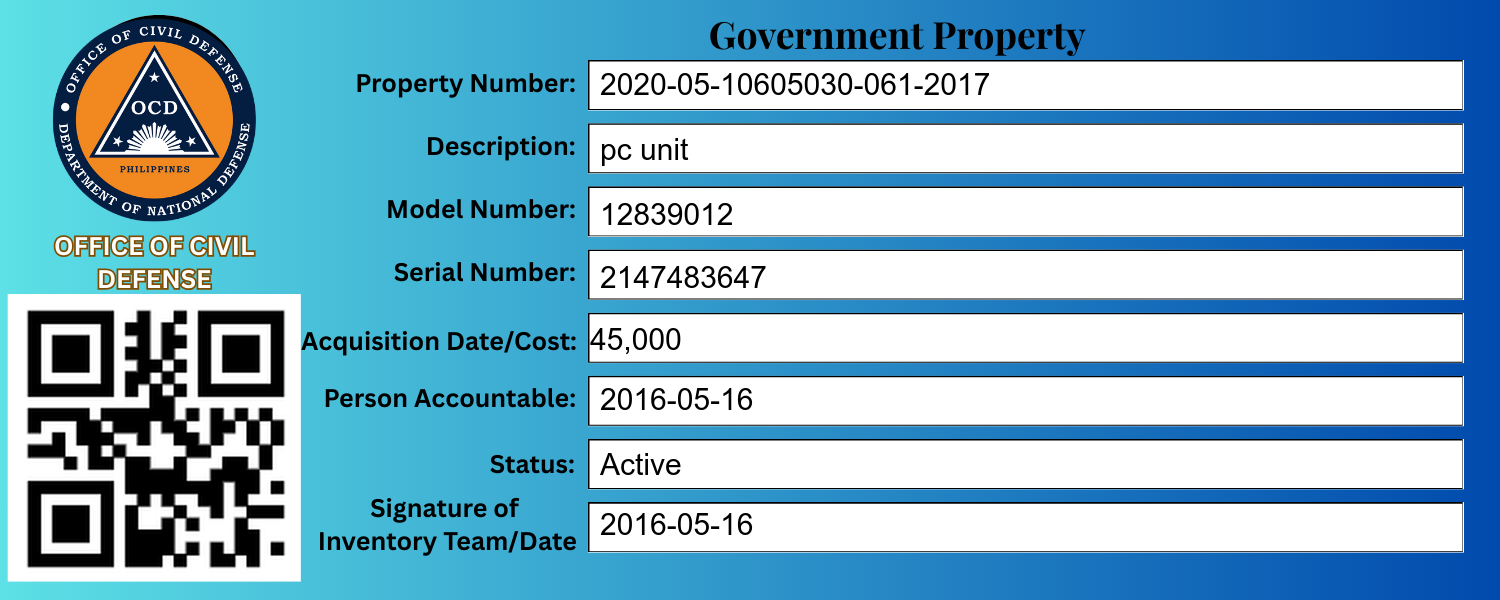 OFFICE OF CIVIL DEFENSE
OCD
PHILIPPINES
DEPARTMENT OF NATIONAL DEFENSE
OFFICE OF CIVIL
DEFENSE
Government Property
Property Number: 2020-05-10605030-061-2017
Description: pc unit
Model Number: 12839012
Serial Number: 2147483647
Acquisition Date/Cost: 45,000
Person Accountable: 2016-05-16
Status: Active
Signature of
Inventory Team/Date 2016-05-16